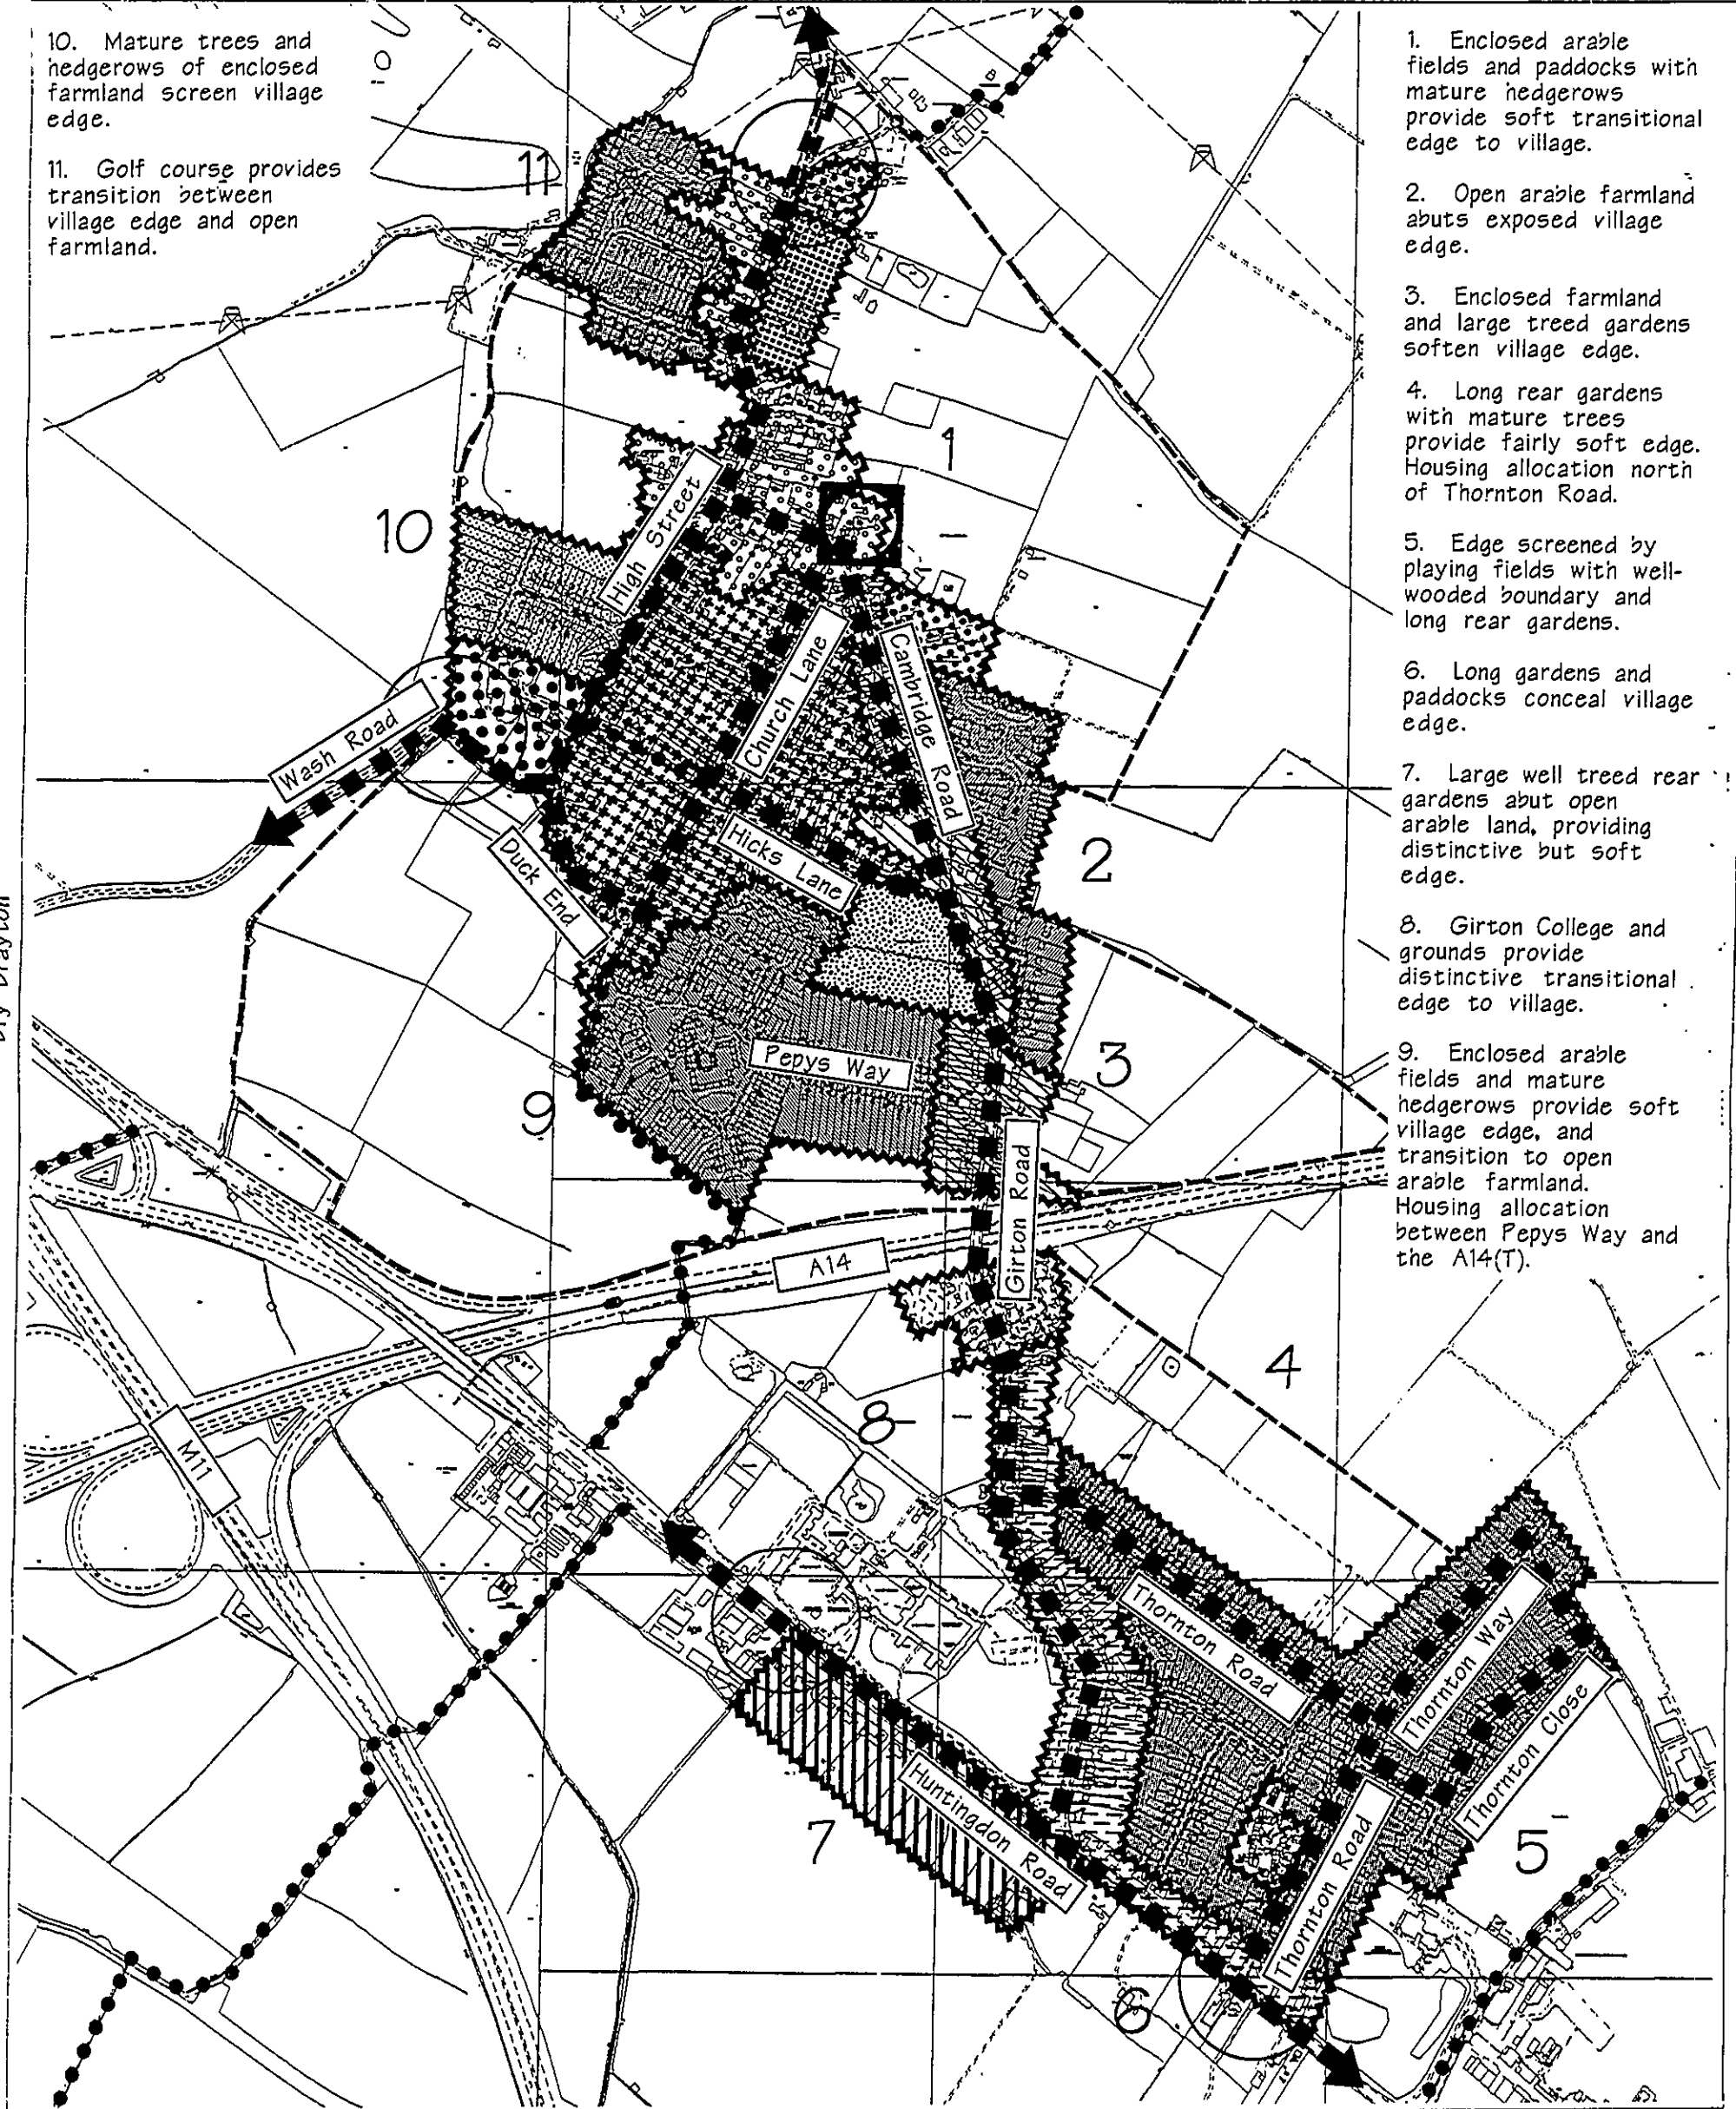 10. Mature trees and
hedgerows of enclosed
farmland screen village
edge.
11. Golf course provides
transition between
village edge and open
farmland.
1. Enclosed arable
fields and paddocks with
mature hedgerows
provide soft transitional
edge to village.
2. Open arable farmland
abuts exposed village
edge.
3. Enclosed farmland
and large treed gardens
soften village edge.
4. Long rear gardens
with mature trees
provide fairly soft edge.
Housing allocation north
of Thornton Road.
5. Edge screened by
playing fields with well-
wooded boundary and
long rear gardens.
6. Long gardens and
paddocks conceal village
edge.
7. Large well treed rear
gardens abut open
arable land, providing
distinctive but soft
edge.
8. Girton College and
grounds provide
distinctive transitional
edge to village.
9. Enclosed arable
fields and mature
hedgerows provide soft
village edge, and
transition to open
arable farmland.
Housing allocation
between Pepys Way and
the A14(T).
11
1
10
High Street
Church Lane
Cambridge Road
Wash Road
Hicks Lane
Duck End
2
Dry Drayton
Pepys Way
3
9
Girton Road
A14
4
8
M11
Thornton Road
Thornton Way
Thornton Close
Huntingdon Road
7
Thornton Road
5
6